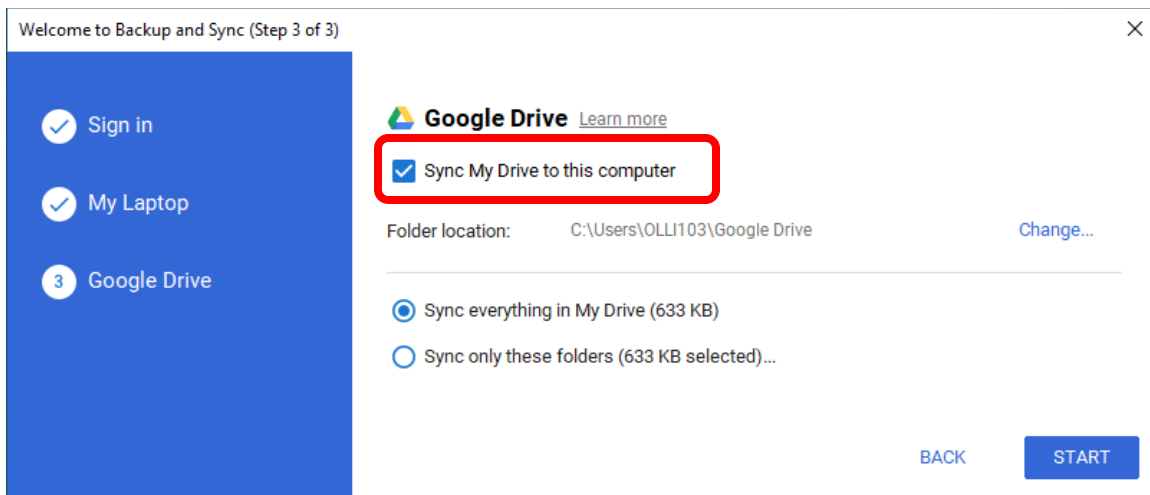 Welcome to Backup and Sync (Step 3 of 3)
Sign in
My Laptop
3 Google Drive
Google Drive Learn more
Sync My Drive to this computer
Folder location: C:\Users\OLLI103\Google Drive Change...
Sync everything in My Drive (633 KB)
Sync only these folders (633 KB selected)...
BACK START